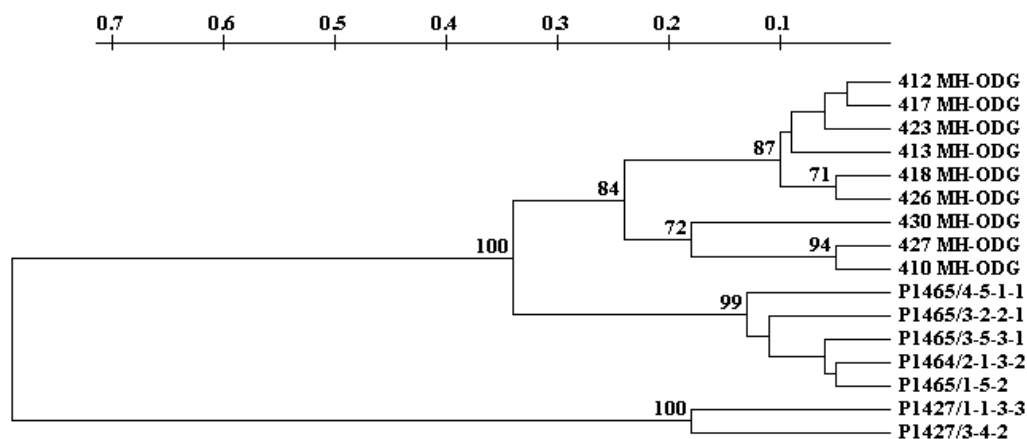 0.7 0.6 0.5 0.4 0.3 0.2 0.1
412 MH-ODG
417 MH-ODG
423 MH-ODG
87 413 MH-ODG
71 418 MH-ODG
84 426 MH-ODG
72 430 MH-ODG
100 94 427 MH-ODG
410 MH-ODG
99 P1465/4-5-1-1
P1465/3-2-2-1
P1465/3-5-3-1
P1464/2-1-3-2
P1465/1-5-2
100 P1427/1-1-3-3
P1427/3-4-2